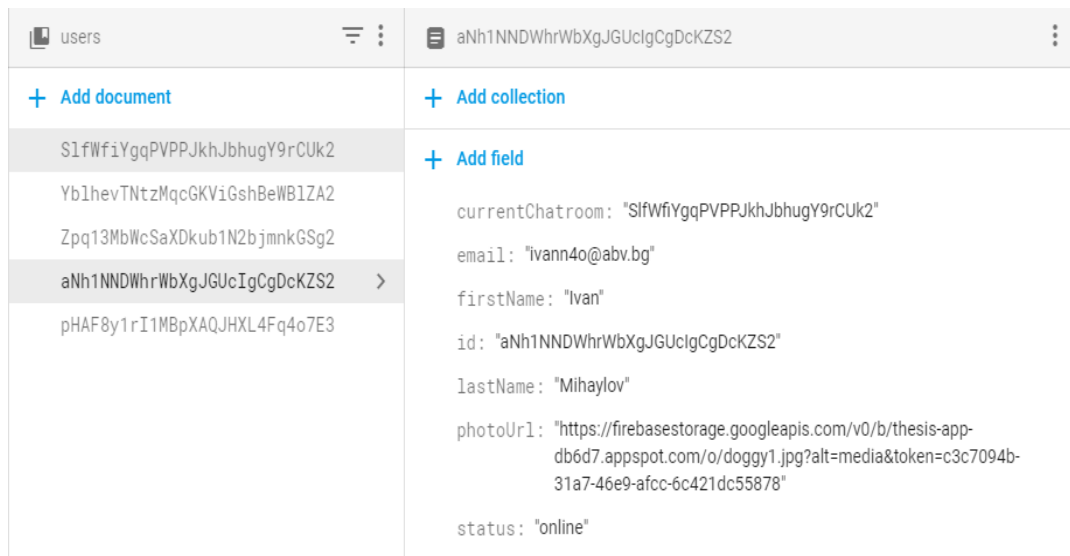 users
aNh1NNDWhrWbXgJGUcIgCgDcKZS2
Add document
Add collection
SlfWfiYgqPVPPJkhJbhugY9rCUk2
YblhevTNtzMqcGKViGshBeWBlZA2
Zpq13MbWcSaXDkub1N2bjmnkGSg2
aNh1NNDWhrWbXgJGUcIgCgDcKZS2
pHAF8y1rI1MBpXAQJHXL4Fq4o7E3
Add field
currentChatroom: "SlfWfiYgqPVPPJkhJbhugY9rCUk2"
email: "ivann4o@abv.bg"
firstName: "Ivan"
id: "aNh1NNDWhrWbXgJGUcIgCgDcKZS2"
lastName: "Mihaylov"
photoUrl: "https://firebasestorage.googleapis.com/v0/b/thesis-app-
db6d7.appspot.com/o/doggy1.jpg?alt=media&token=c3c7094b-
31a7-46e9-afcc-6c421dc55878"
status: "online"